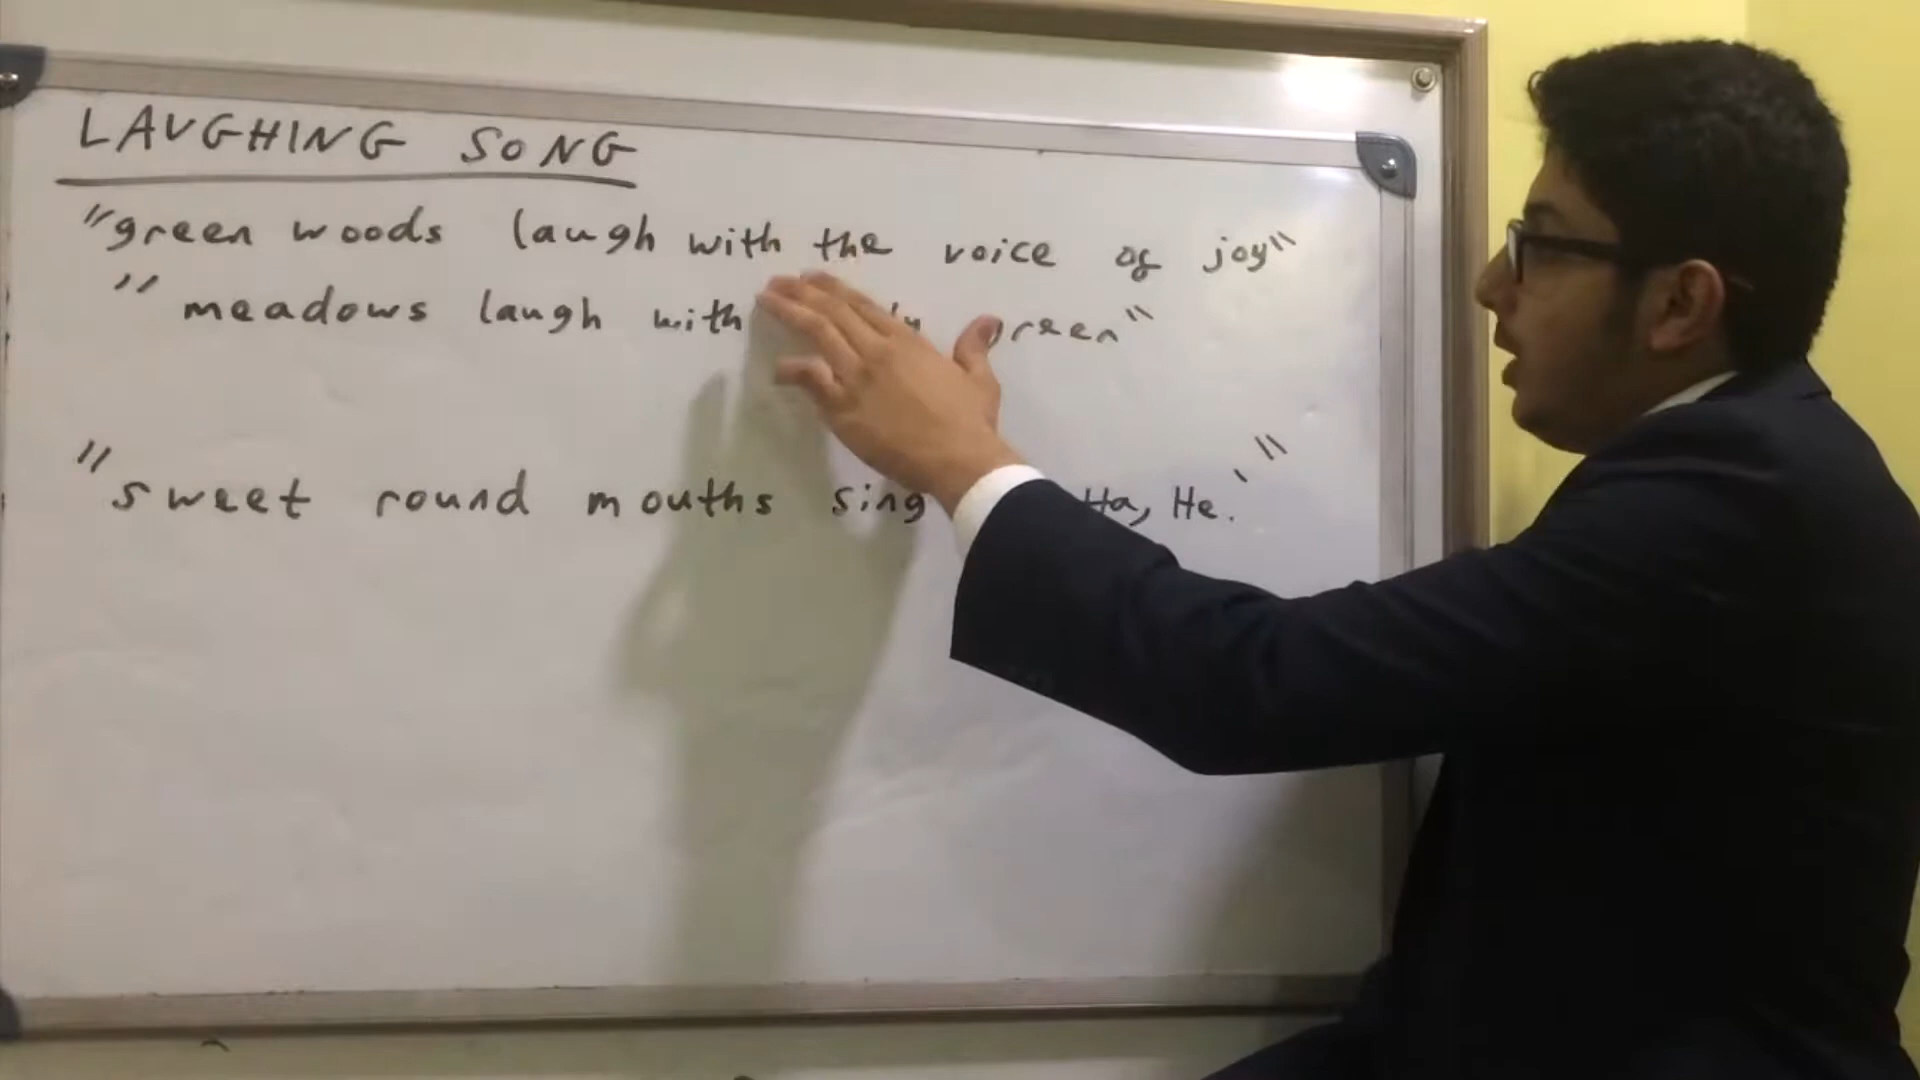 LAUGHING SONG
"green woods laugh with the voice of joy"
"meadows laugh with green"
"sweet round mouths sing Ha, He.'"